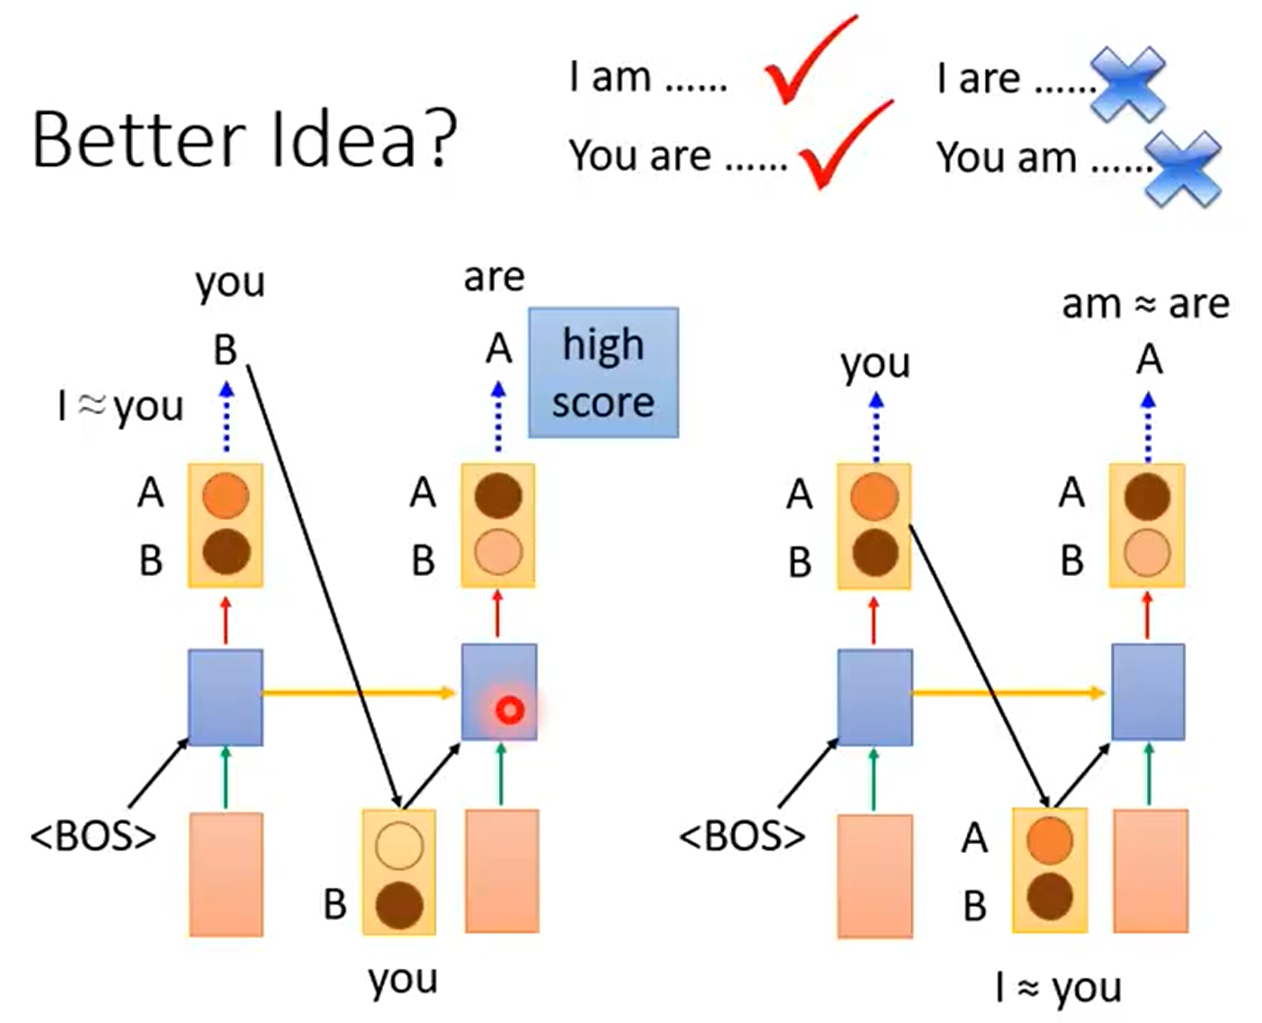 Better Idea?
I am ......
You are ......
I are ......
You am ......
you
B
I ≈ you
A
B
are
A
high
score
A
B
<BOS>
B
you
you
am ≈ are
A
A
B
A
B
<BOS>
A
B
I ≈ you